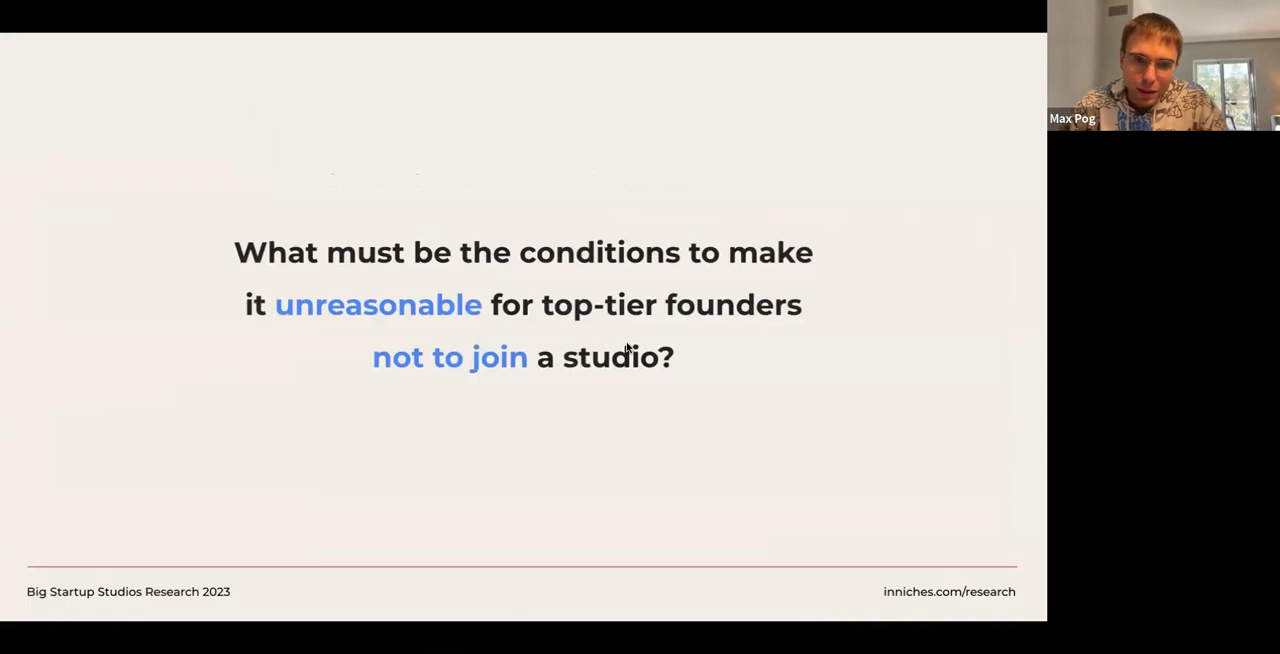 Max Pog
What must be the conditions to make
it unreasonable for top-tier founders
not to join a studio?
Big Startup Studios Research 2023
inniches.com/research